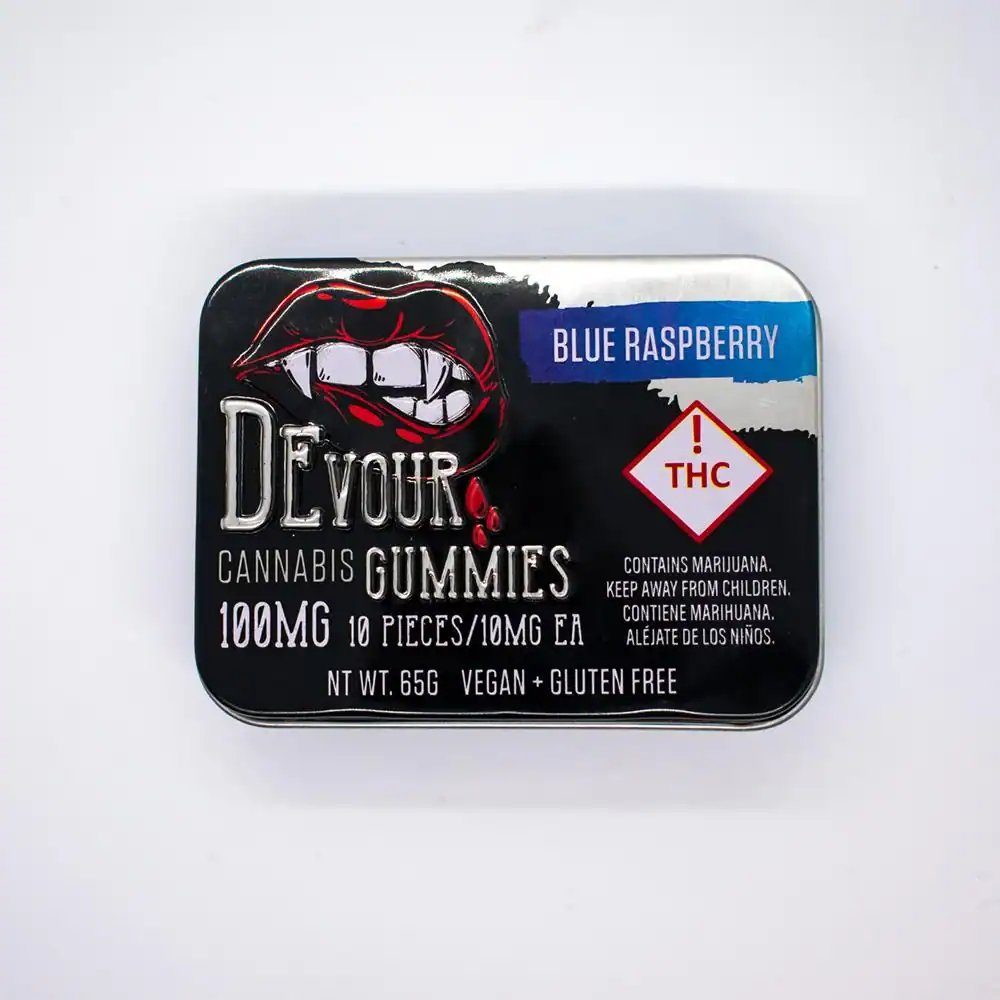 BLUE RASPBERRY
DEVOUR
CANNABIS GUMMIES
100MG 10 PIECES/10MG EA
NT WT. 65G VEGAN + GLUTEN FREE
!
THC
CONTAINS MARIJUANA.
KEEP AWAY FROM CHILDREN.
CONTIENE MARIHUANA.
ALÉJATE DE LOS NIÑOS.